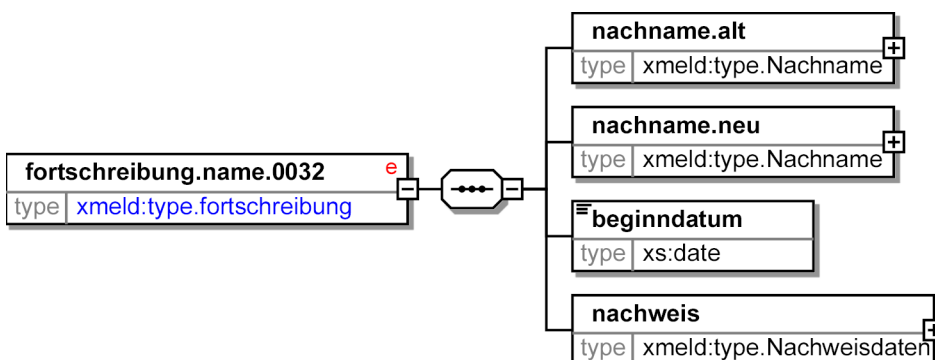 nachname.alt
type xmeld:type.Nachname
nachname.neu
type xmeld:type.Nachname
fortschreibung.name.0032 e
type xmeld:type.fortschreibung
beginndatum
type xs:date
nachweis
type xmeld:type.Nachweisdaten